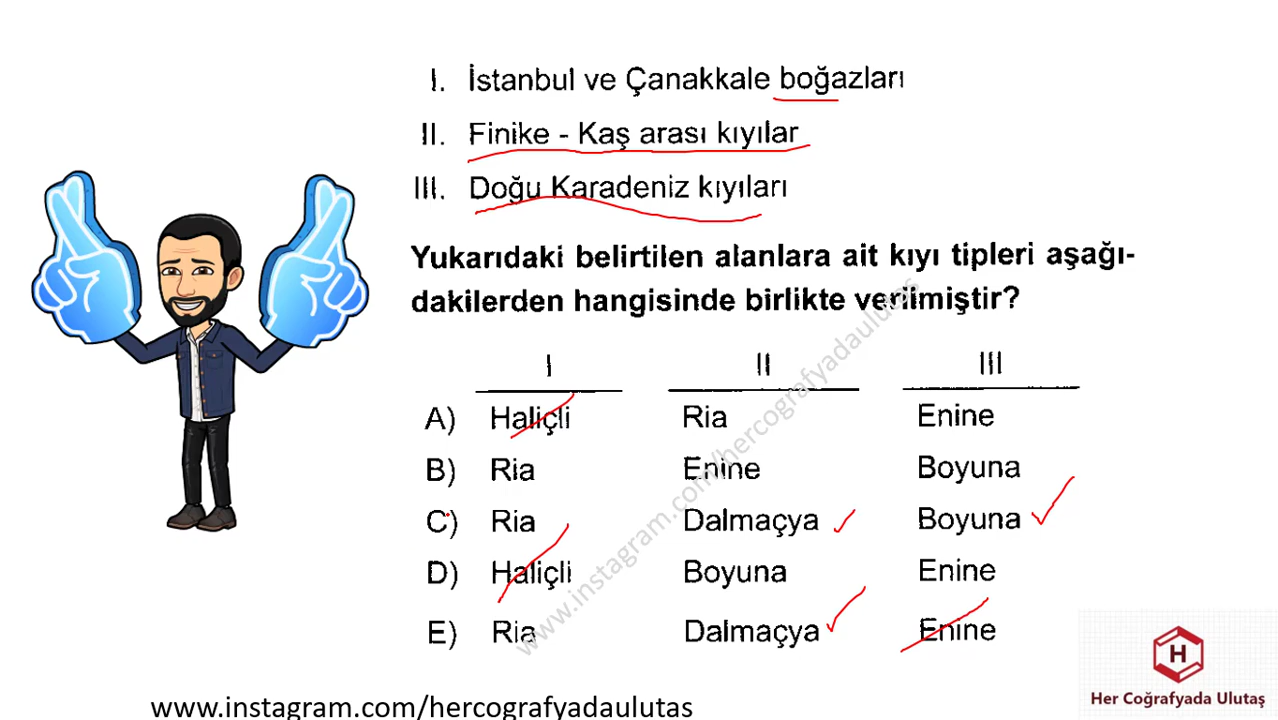 I. İstanbul ve Çanakkale boğazları
II. Finike - Kaş arası kıyılar
III. Doğu Karadeniz kıyıları
Yukarıdaki belirtilen alanlara ait kıyı tipleri aşağı-
dakilerden hangisinde birlikte verilmiştir?
I II III
A) Haliçli Ria Enine
B) Ria Enine Boyuna
C) Ria Dalmaçya Boyuna
D) Haliçli Boyuna Enine
E) Ria Dalmaçya Enine
www.instagram.com/hercografyadaulutas
H
Her Coğrafyada Ulutaş
www.instagram.com/hercografyadaulutas